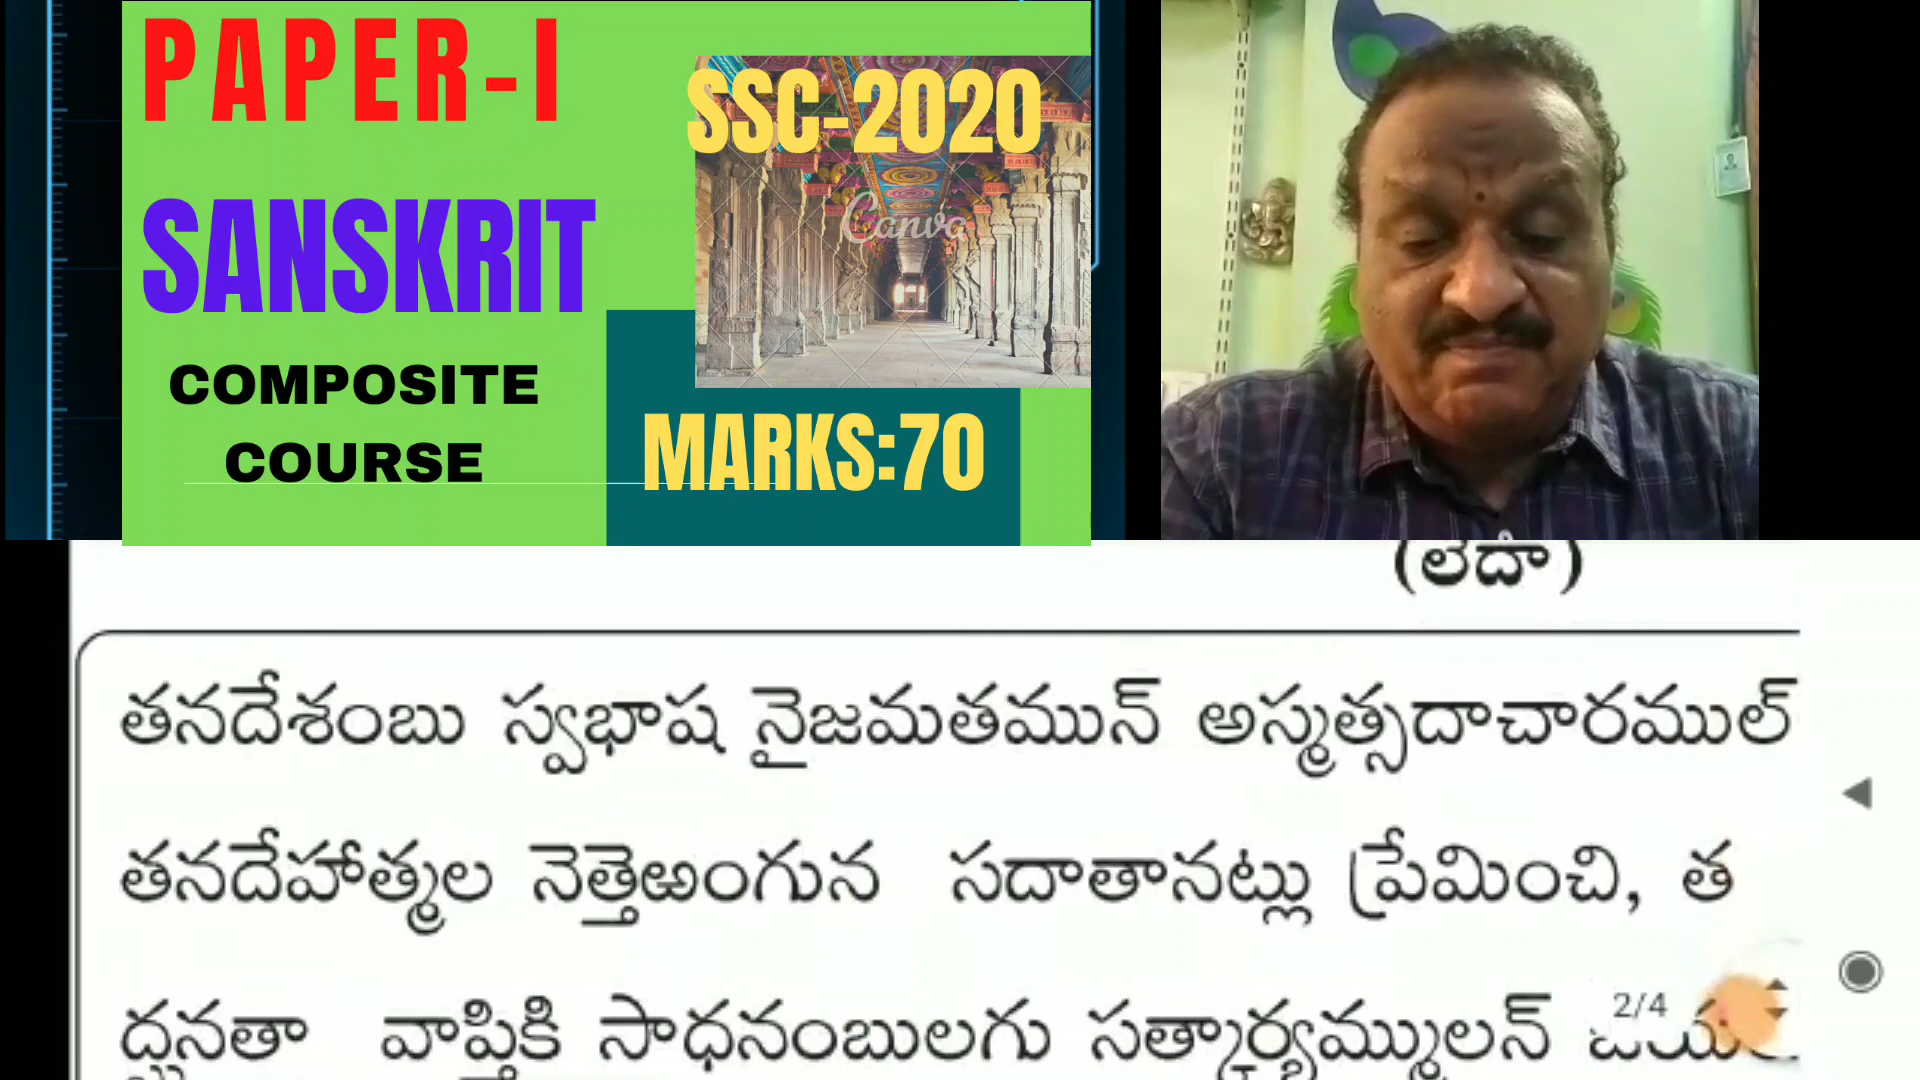 PAPER-I
SSC-2020
SANSKRIT
Canva
COMPOSITE
COURSE
MARKS:70
(లేదా)
తనదేశంబు స్వభాష నైజమతమున్ అస్మత్సదాచారముల్
తనదేహాత్మల నెత్తెఱంగున సదాతానట్లు ప్రేమించి, త
ద్ఘనతా వాప్తికి సాధనంబులగు సత్కార్యమ్ములన్
2/4